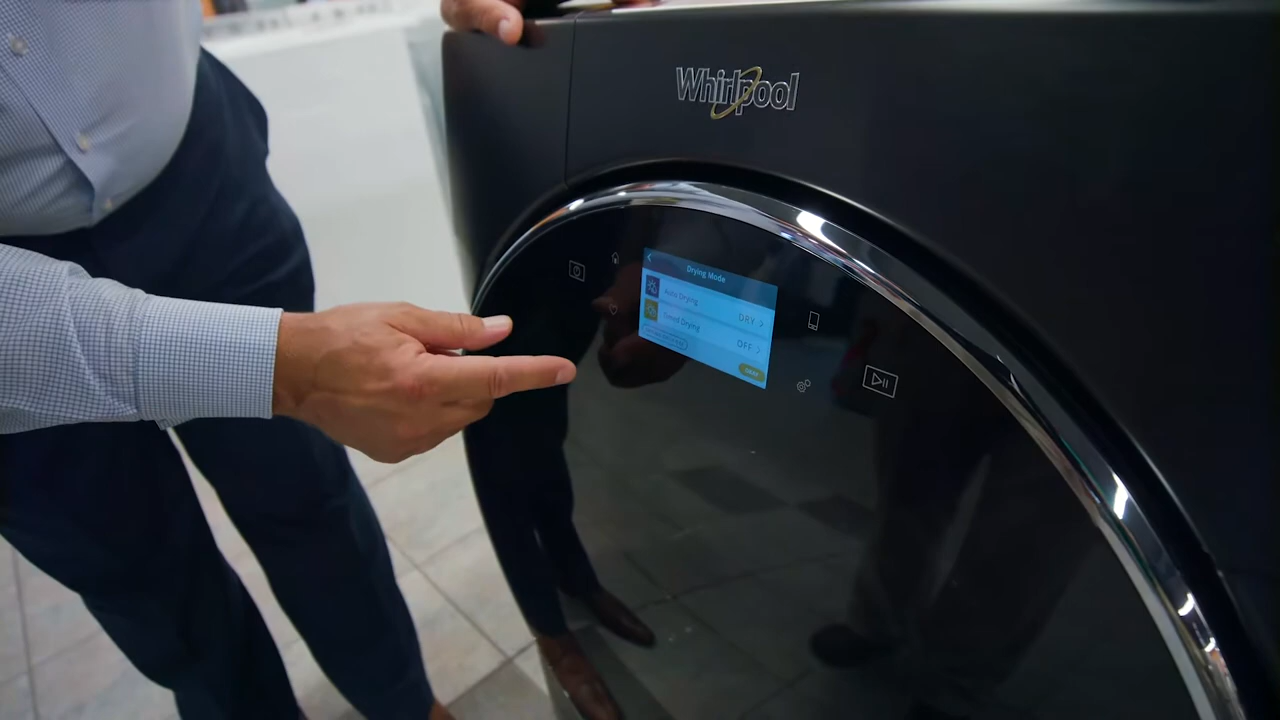 Whirlpool
Drying Mode
Auto Drying
DRY
Timed Drying
OFF